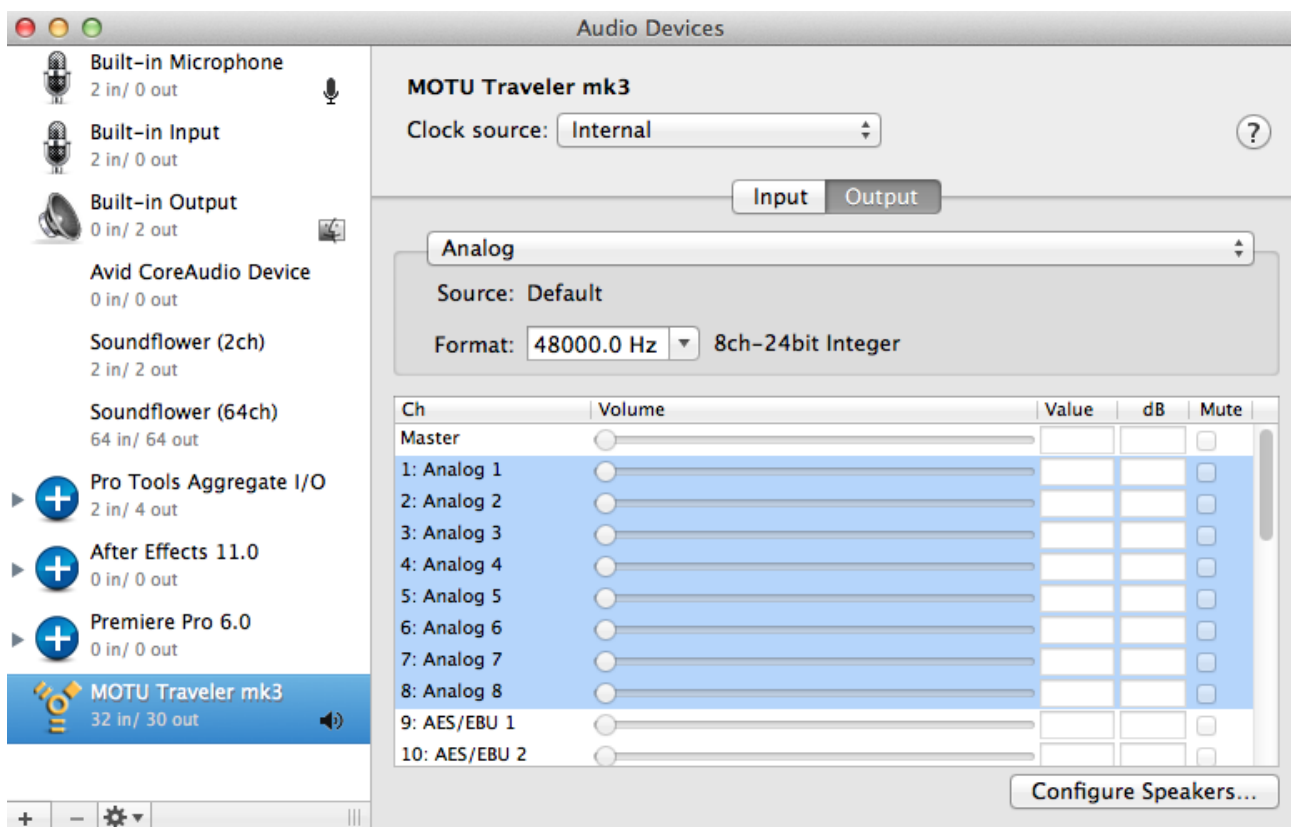 Audio Devices
Built-in Microphone
2 in/ 0 out
Built-in Input
2 in/ 0 out
Built-in Output
0 in/ 2 out
Avid CoreAudio Device
0 in/ 0 out
Soundflower (2ch)
2 in/ 2 out
Soundflower (64ch)
64 in/ 64 out
Pro Tools Aggregate I/O
2 in/ 4 out
After Effects 11.0
0 in/ 0 out
Premiere Pro 6.0
0 in/ 0 out
MOTU Traveler mk3
32 in/ 30 out
+ −
MOTU Traveler mk3
Clock source: Internal
?
Input Output
Analog
Source: Default
Format: 48000.0 Hz 8ch-24bit Integer
Ch Volume Value dB Mute
Master
1: Analog 1
2: Analog 2
3: Analog 3
4: Analog 4
5: Analog 5
6: Analog 6
7: Analog 7
8: Analog 8
9: AES/EBU 1
10: AES/EBU 2
Configure Speakers...